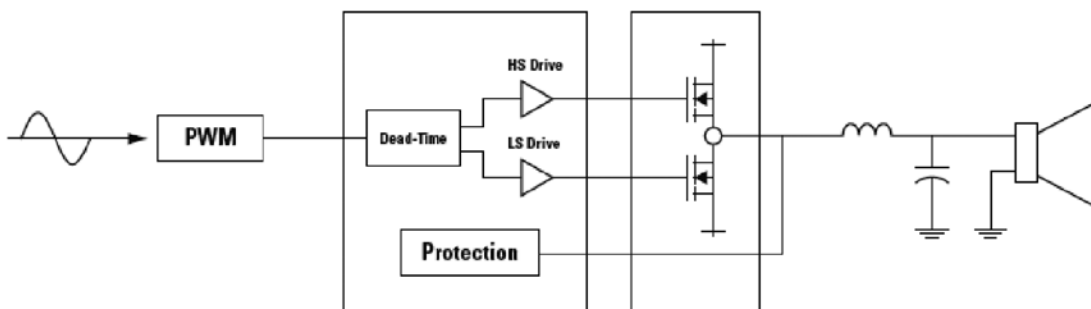 HS Drive
PWM
Dead-Time
LS Drive
Protection